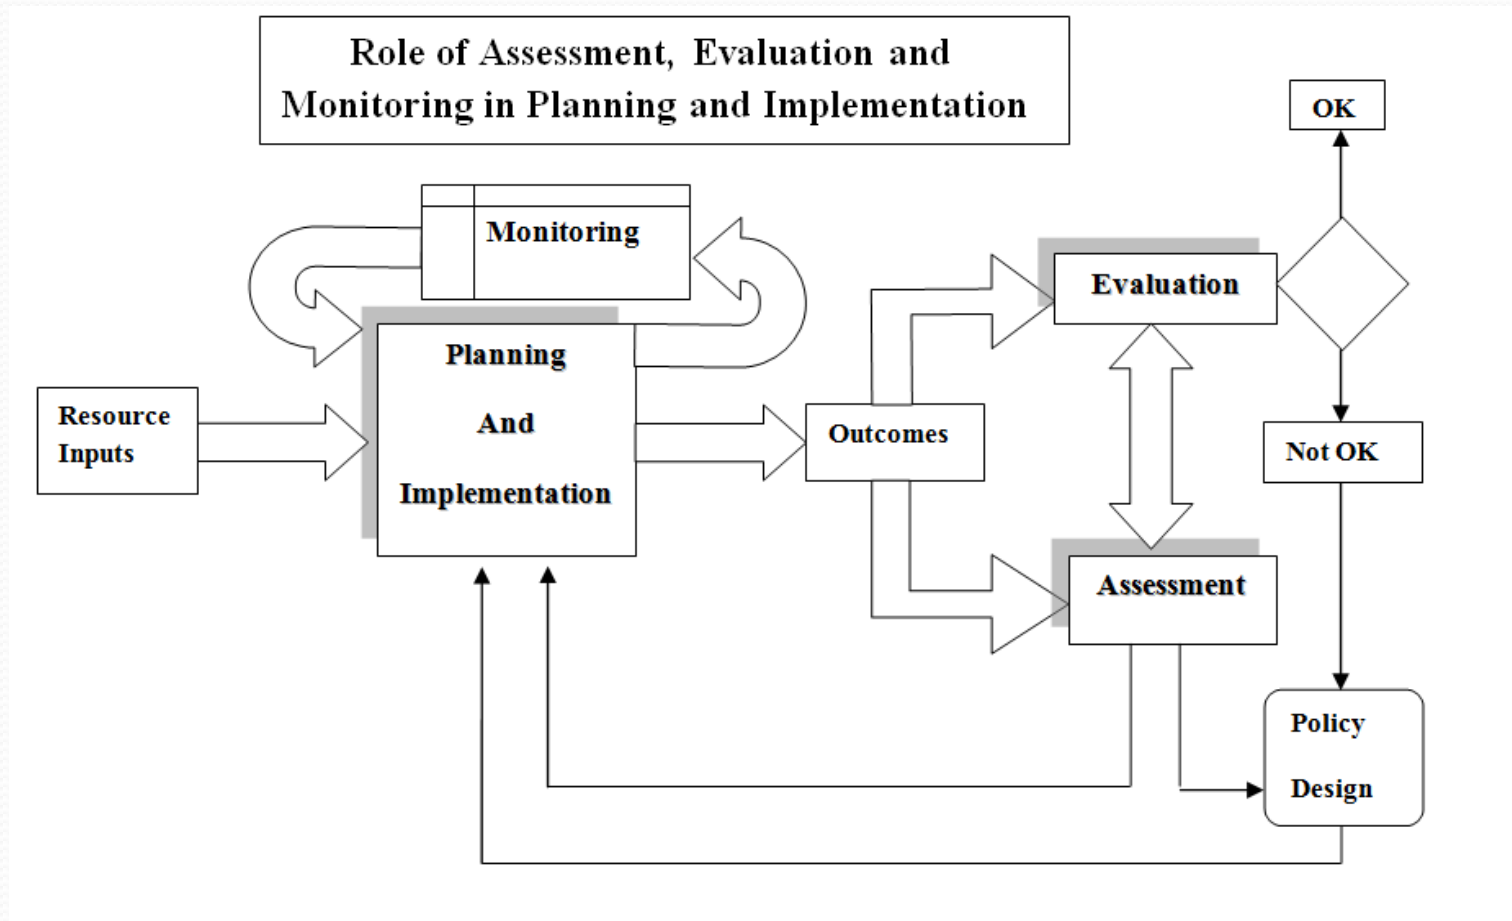 Role of Assessment, Evaluation and
Monitoring in Planning and Implementation
OK
Monitoring
Evaluation
Planning
And
Implementation
Resource
Inputs
Outcomes
Not OK
Assessment
Policy
Design